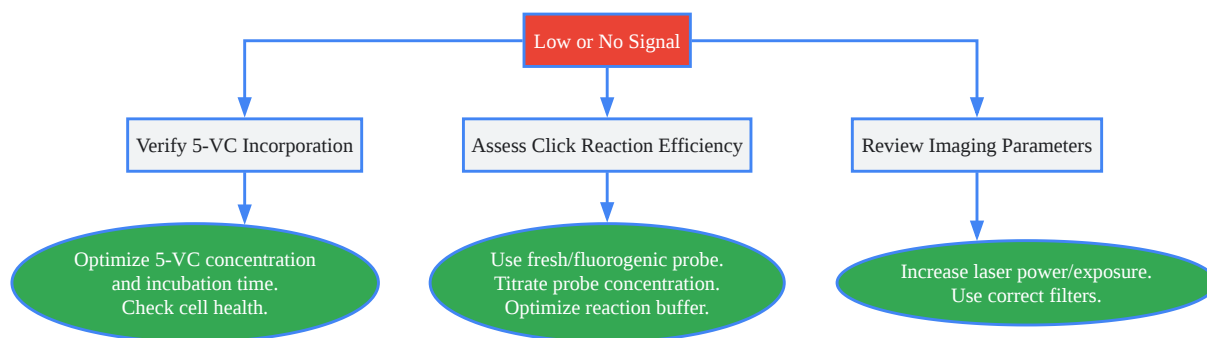 Low or No Signal
Verify 5-VC Incorporation
Assess Click Reaction Efficiency
Review Imaging Parameters
Optimize 5-VC concentration
and incubation time.
Check cell health.
Use fresh/fluorogenic probe.
Titrate probe concentration.
Optimize reaction buffer.
Increase laser power/exposure.
Use correct filters.